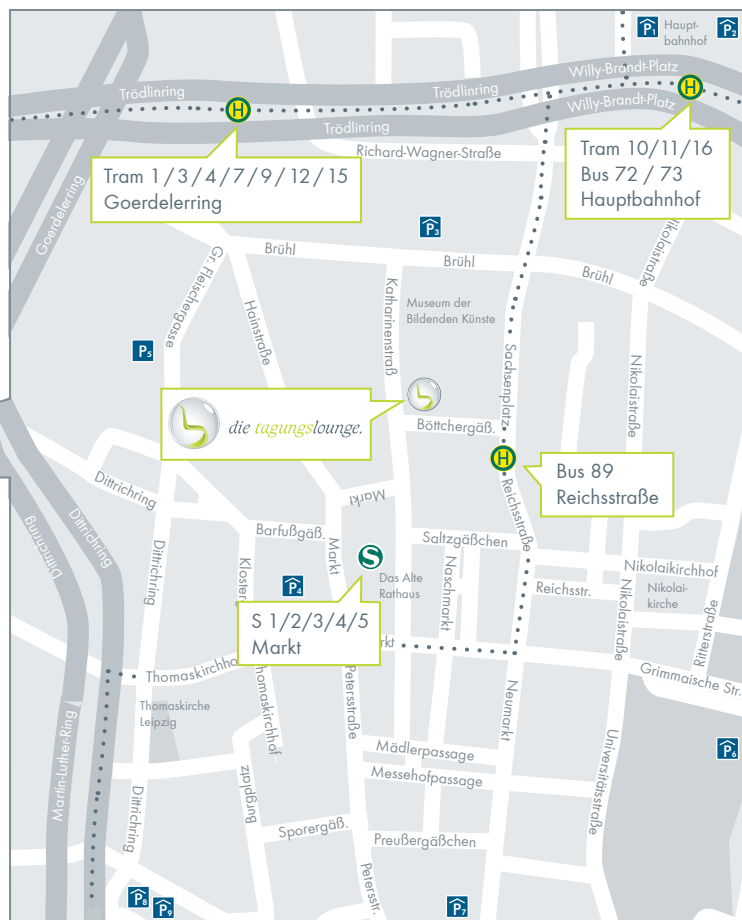 P1
Haupt-
bahnhof
P2
Willy-Brandt-Platz
Trödlinring
Trödlinring
H
H
Willy-Brandt-Platz
Trödlinring
Richard-Wagner-Straße
Tram 1/3/4/7/9/12/15
Goerdelerring
Tram 10/11/16
Bus 72 / 73
Hauptbahnhof
Goerdelerring
P3
Nikolaistraße
Gr. Fleischergasse
Brühl
Brühl
Brühl
Katharinenstraß
Museum der
Bildenden Künste
Hainstraße
P5
Sachsenplatz
Nikolaistraße
die tagungslounge.
Böttchergäß.
H
Bus 89
Reichsstraße
Reichsstraße
Dittrichring
Markt
Dittrichring
Dittrichring
Barfußgäß.
Markt
Saltzgäßchen
S
Das Alte
Rathaus
Naschmarkt
Nikolaikirchhof
Dittrichring
Kloster
P4
Reichsstr.
Nikolai-
kirche
Nikolaistraße
Ritterstraße
S 1/2/3/4/5
Markt
Thomaskirchho
Thomaskirchhof
Petersstraße
Grimmaische Str.
Thomaskirche
Leipzig
Neumarkt
Martin-Luther-Ring
Mädlerpassage
P6
Messehofpassage
Universitätsstraße
Burgplatz
Dittrichring
Sporergäß.
Preußergäßchen
Petersstr.
P8
P9
P7